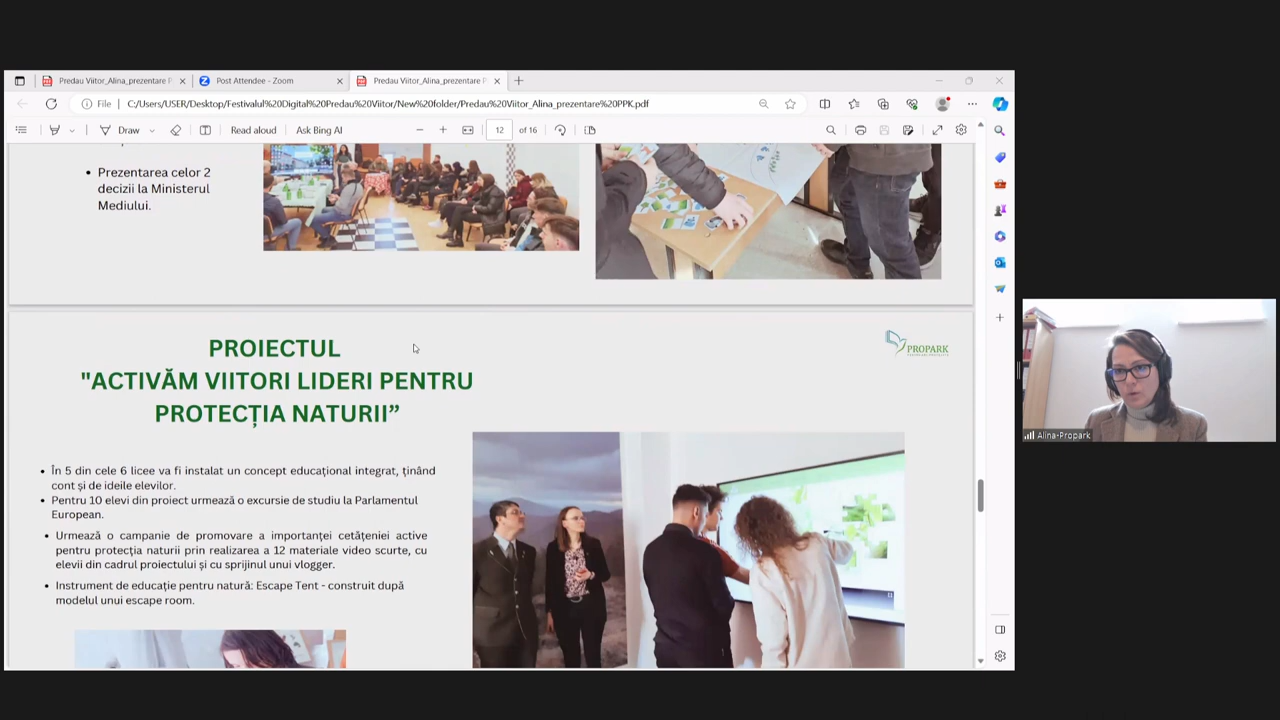 Predau Viitor_Alina_prezentare P
Post Attendee - Zoom
Predau Viitor_Alina_prezentare P
File
C:/Users/USER/Desktop/Festivalul%20Digital%20Predau%20Viitor/New%20folder/Predau%20Viitor_Alina_prezentare%20PPK.pdf
Draw
Read aloud
Ask Bing AI
12
of 16
• Prezentarea celor 2
decizii la Ministerul
Mediului.
PROIECTUL
"ACTIVĂM VIITORI LIDERI PENTRU
PROTECȚIA NATURII”
PROPARK
• În 5 din cele 6 licee va fi instalat un concept educațional integrat, ținând
cont și de ideile elevilor.
• Pentru 10 elevi din proiect urmează o excursie de studiu la Parlamentul
European.
• Urmează o campanie de promovare a importanței cetățeniei active
pentru protecția naturii prin realizarea a 12 materiale video scurte, cu
elevii din cadrul proiectului și cu sprijinul unui vlogger.
• Instrument de educație pentru natură: Escape Tent - construit după
modelul unui escape room.
Alina-Propark